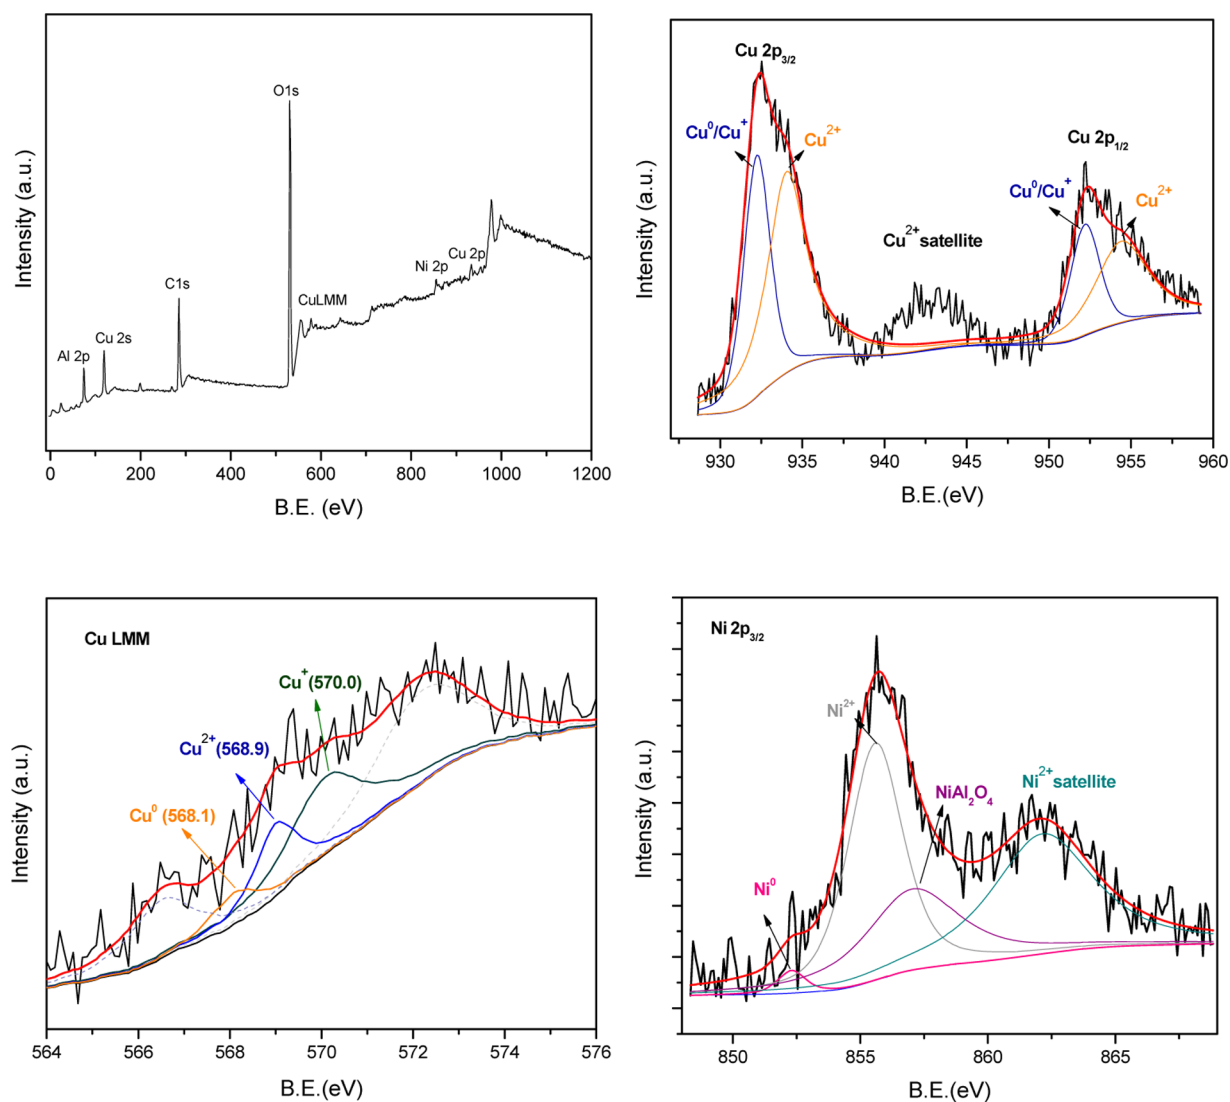 O1s
C1s
Cu 2s
Al 2p
CuLMM
Ni 2p
Cu 2p
Intensity (a.u.)
0 200 400 600 800 1000 1200
B.E. (eV)
Cu 2p3/2
Cu⁰/Cu⁺
Cu²⁺
Cu²⁺ satellite
Cu 2p1/2
Cu⁰/Cu⁺
Cu²⁺
Intensity (a.u.)
930 935 940 945 950 955 960
B.E.(eV)
Cu LMM
Cu⁺(570.0)
Cu²⁺(568.9)
Cu⁰ (568.1)
Intensity (a.u.)
564 566 568 570 572 574 576
B.E.(eV)
Ni 2p3/2
Ni²⁺
NiAl₂O₄
Ni²⁺ satellite
Ni⁰
Intensity (a.u.)
850 855 860 865
B.E.(eV)